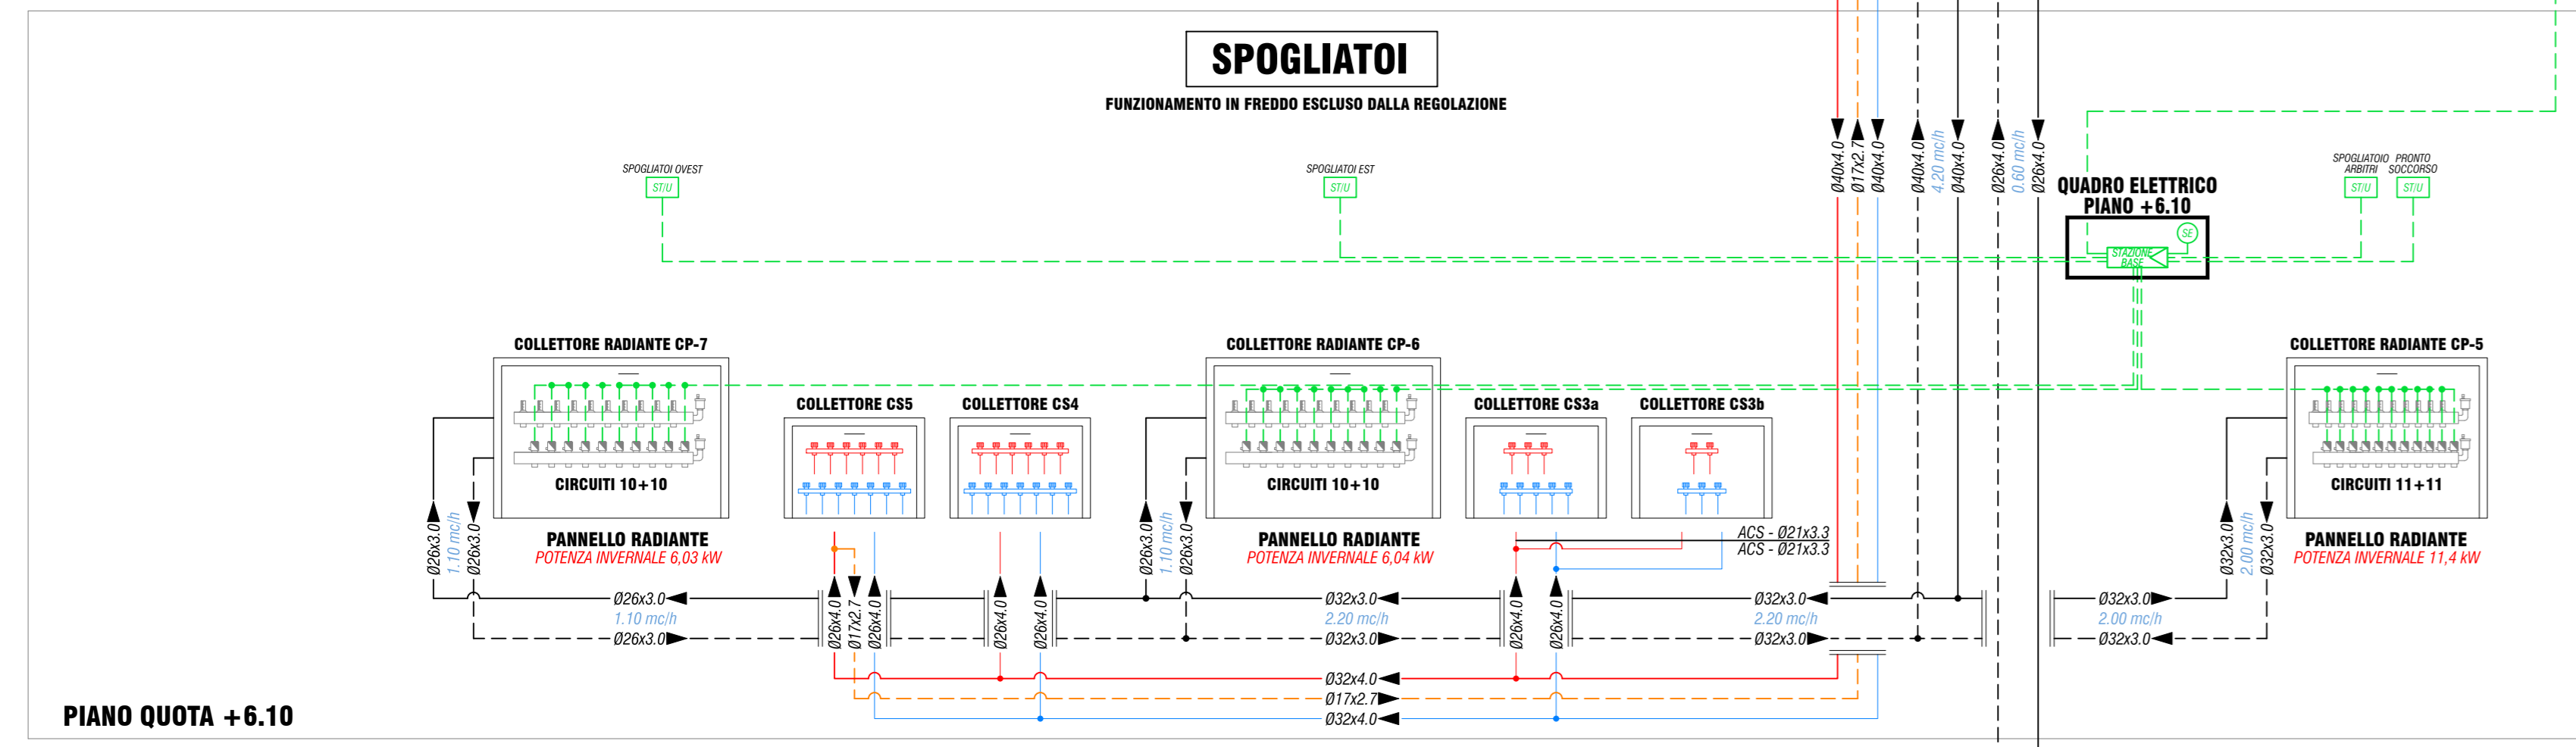 SPOGLIATOI
FUNZIONAMENTO IN FREDDO ESCLUSO DALLA REGOLAZIONE
SPOGLIATOI OVEST
ST/U
SPOGLIATOI EST
ST/U
Ø40x4.0
Ø17x2.7
Ø40x4.0
Ø40x4.0
4.20 mc/h
Ø40x4.0
Ø26x4.0
0.60 mc/h
Ø26x4.0
QUADRO ELETTRICO
PIANO +6.10
SE
STAZIONE
BASE
SPOGLIATOIO
ARBITRI
ST/U
PRONTO
SOCCORSO
ST/U
COLLETTORE RADIANTE CP-7
CIRCUITI 10+10
PANNELLO RADIANTE
POTENZA INVERNALE 6,03 kW
Ø26x3.0
1.10 mc/h
Ø26x3.0
COLLETTORE CS5
COLLETTORE CS4
COLLETTORE RADIANTE CP-6
CIRCUITI 10+10
PANNELLO RADIANTE
POTENZA INVERNALE 6,04 kW
Ø26x3.0
1.10 mc/h
Ø26x3.0
COLLETTORE CS3a
COLLETTORE CS3b
ACS - Ø21x3.3
ACS - Ø21x3.3
COLLETTORE RADIANTE CP-5
CIRCUITI 11+11
PANNELLO RADIANTE
POTENZA INVERNALE 11,4 kW
Ø32x3.0
2.00 mc/h
Ø32x3.0
Ø26x3.0
1.10 mc/h
Ø26x3.0
Ø26x4.0
Ø17x2.7
Ø26x4.0
Ø26x4.0
Ø26x4.0
Ø32x3.0
2.20 mc/h
Ø32x3.0
Ø26x4.0
Ø26x4.0
Ø32x3.0
2.20 mc/h
Ø32x3.0
Ø32x3.0
2.00 mc/h
Ø32x3.0
Ø32x4.0
Ø17x2.7
Ø32x4.0
PIANO QUOTA +6.10